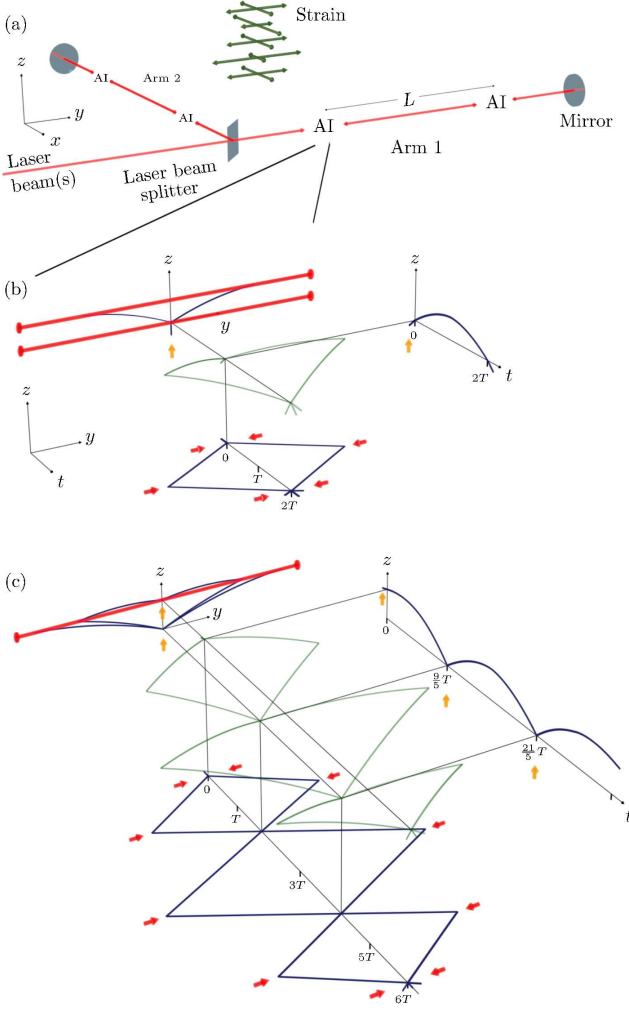 (a)
Strain
z
y
x
AI
Arm 2
AI
L
AI
AI
Mirror
Arm 1
Laser
beam(s)
Laser beam
splitter
(b)
z
y
z
0
2T
t
z
y
t
0
T
2T
(c)
z
y
z
0
9/5 T
21/5 T
t
0
T
3T
5T
6T